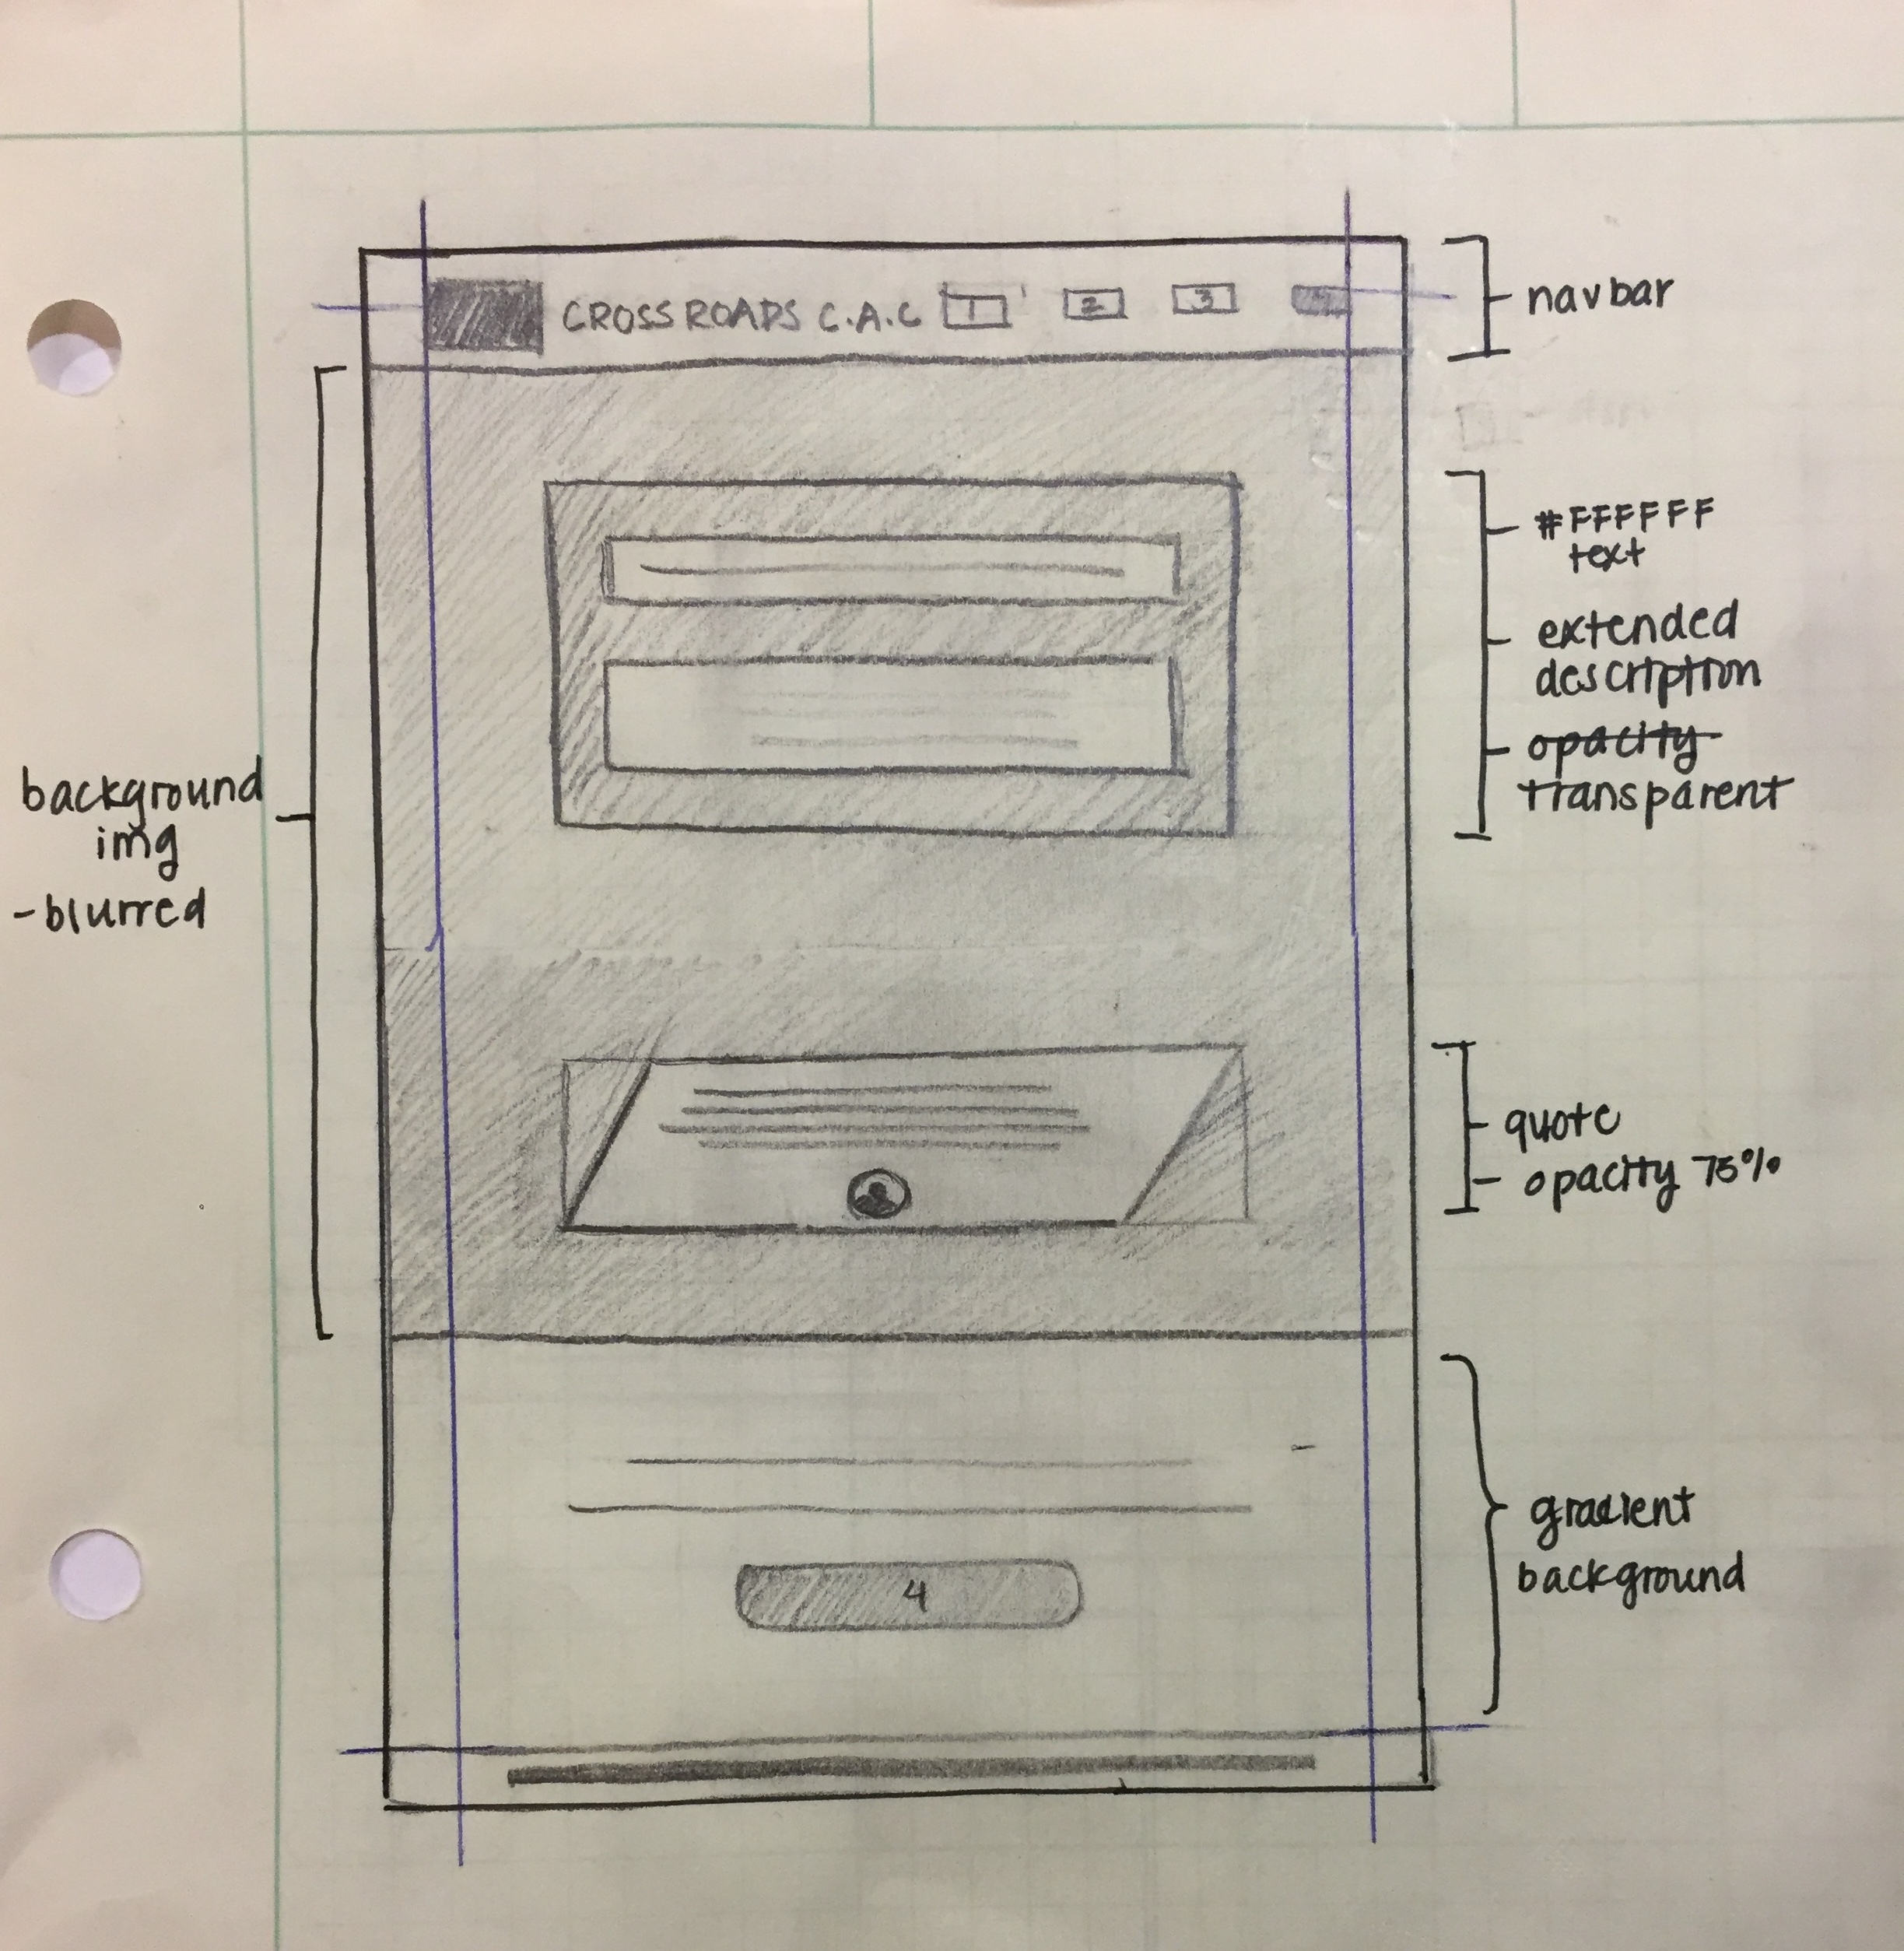 CROSSROADS C.A.C 1 2 3
navbar
#FFFFFF
text
extended
description
opacity
transparent
background
img
-blurred
quote
opacity 75%
gradient
background
4